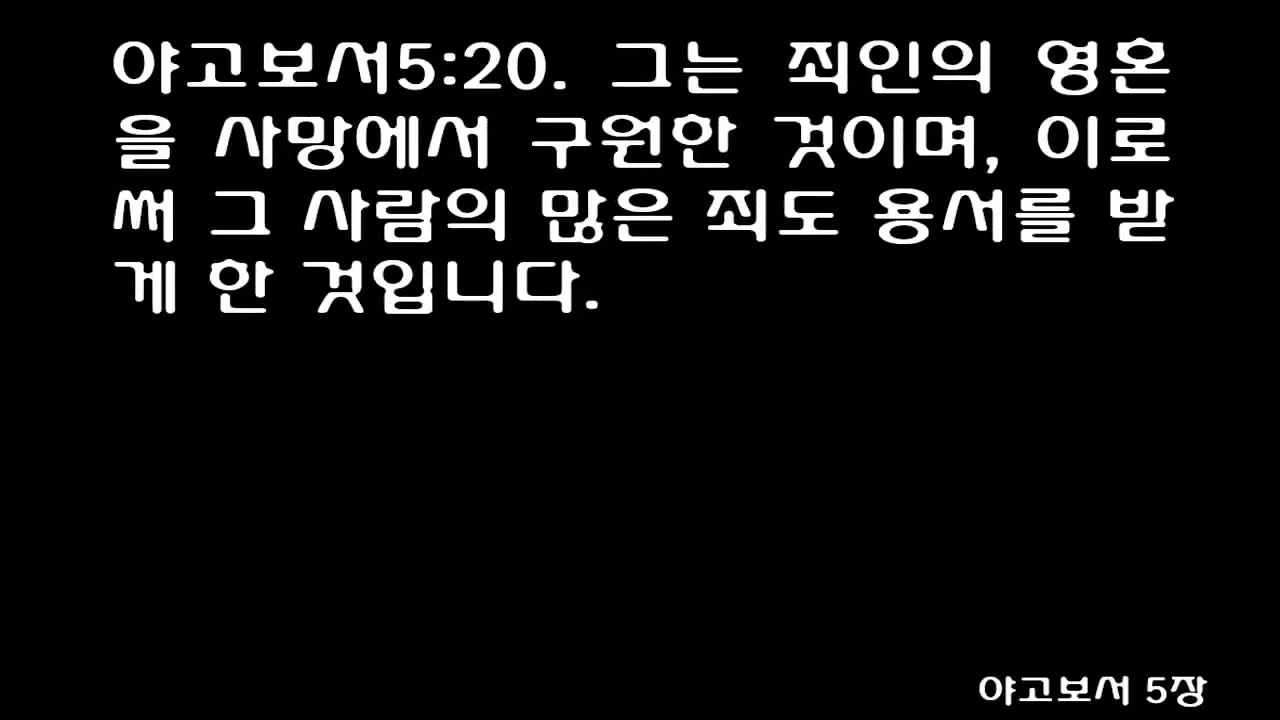 야고보서5:20. 그는 죄인의 영혼
을 사망에서 구원한 것이며, 이로
써 그 사람의 많은 죄도 용서를 받
게 한 것입니다.
야고보서 5장